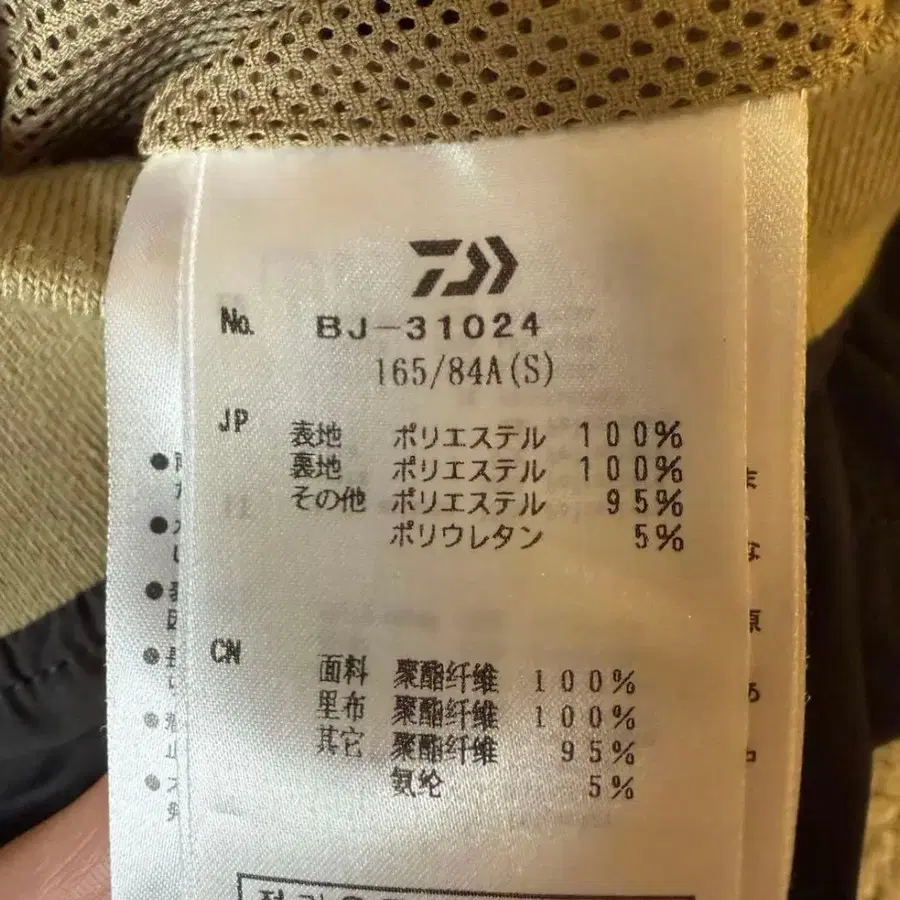 No. BJ-31024
165/84A(S)
JP
表地 ポリエステル 100%
裏地 ポリエステル 100%
その他 ポリエステル 95%
ポリウレタン 5%
CN
面料 聚酯纤维 100%
里布 聚酯纤维 100%
其它 聚酯纤维 95%
氨纶 5%